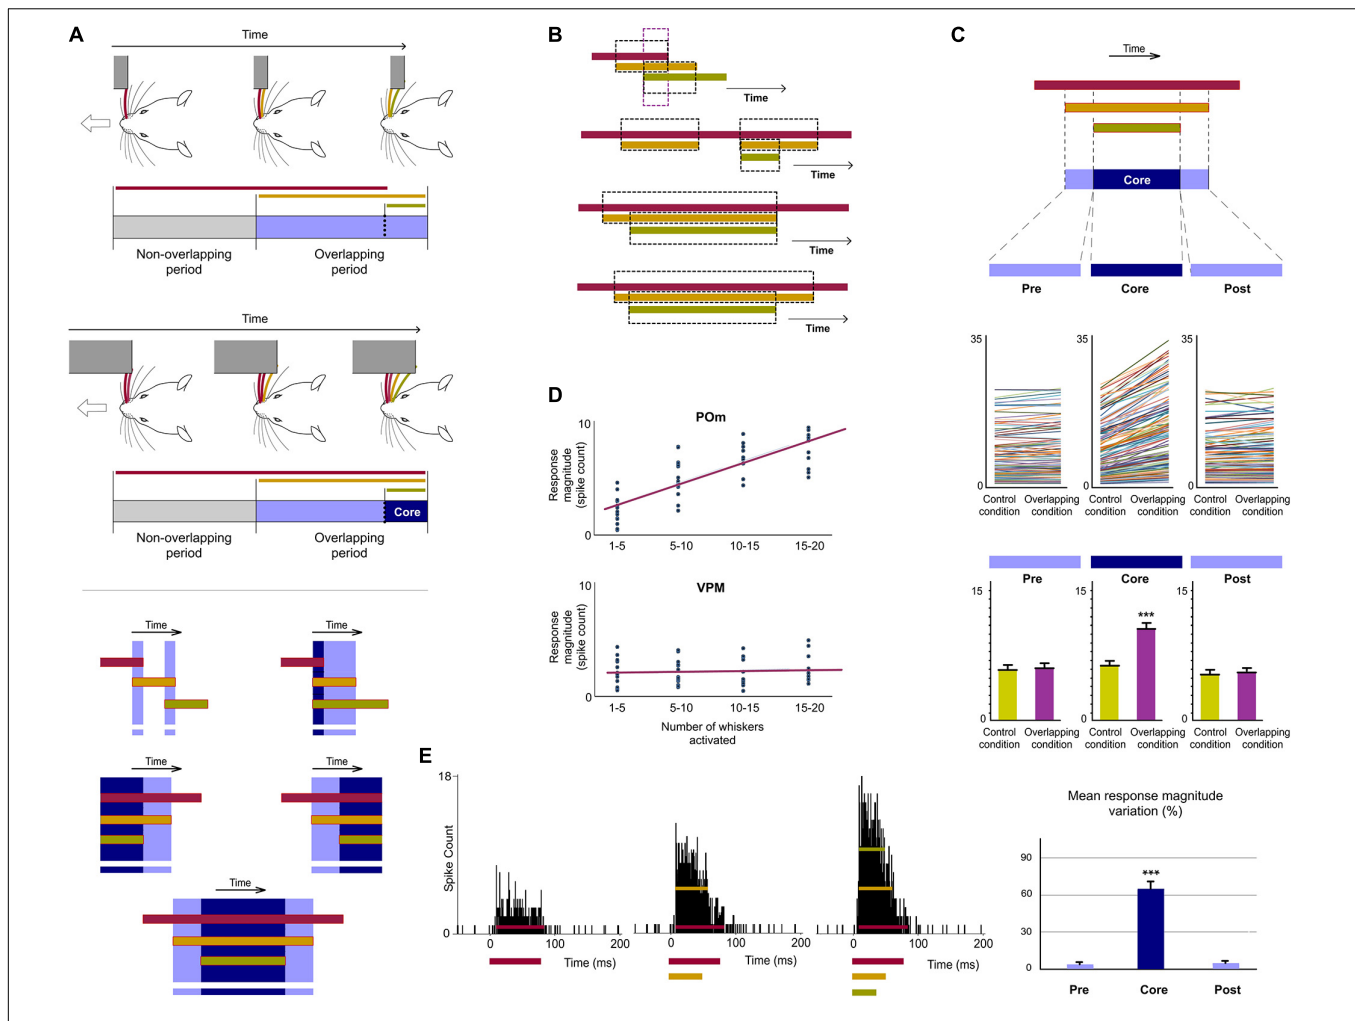 A
Time
Non-overlapping
period
Overlapping
period
Time
Core
Non-overlapping
period
Overlapping
period
Time
Time
Time
Time
Time
B
Time
Time
Time
Time
C
Time
Core
Pre
Core
Post
35
0
Control
condition
Overlapping
condition
35
0
Control
condition
Overlapping
condition
35
0
Control
condition
Overlapping
condition
Pre
Core
Post
15
0
Control
condition
Overlapping
condition
15
***
0
Control
condition
Overlapping
condition
15
0
Control
condition
Overlapping
condition
Mean response magnitude
variation (%)
90
60
30
0
***
Pre
Core
Post
D
POm
Response
magnitude
(spike count)
10
0
1-5
5-10
10-15
15-20
VPM
Response
magnitude
(spike count)
10
0
1-5
5-10
10-15
15-20
Number of whiskers
activated
E
Spike Count
18
0
0
100
200
Time (ms)
0
100
200
Time (ms)
0
100
200
Time (ms)